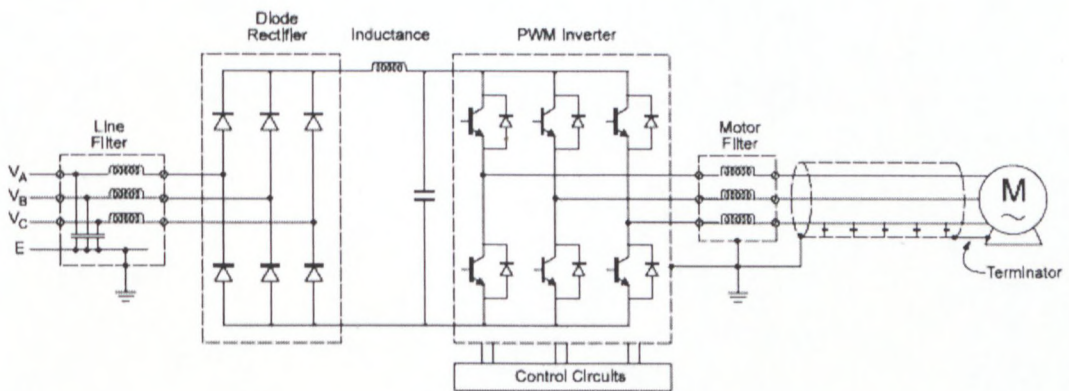 Diode
Rectifier
Inductance
PWM Inverter
Line
Filter
Motor
Filter
VA
VB
VC
E
M
~
Terminator
Control Circuits